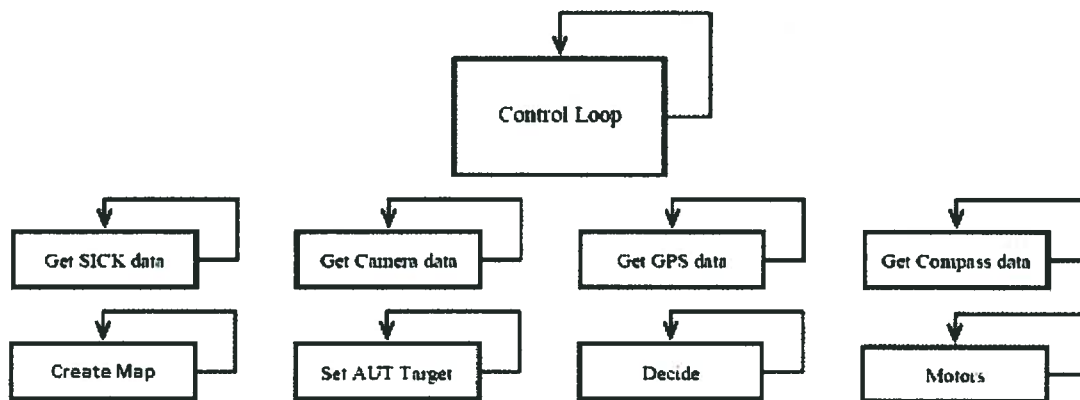 Control Loop
Get SICK data
Get Camera data
Get GPS data
Get Compass data
Create Map
Set AUT Target
Decide
Motors